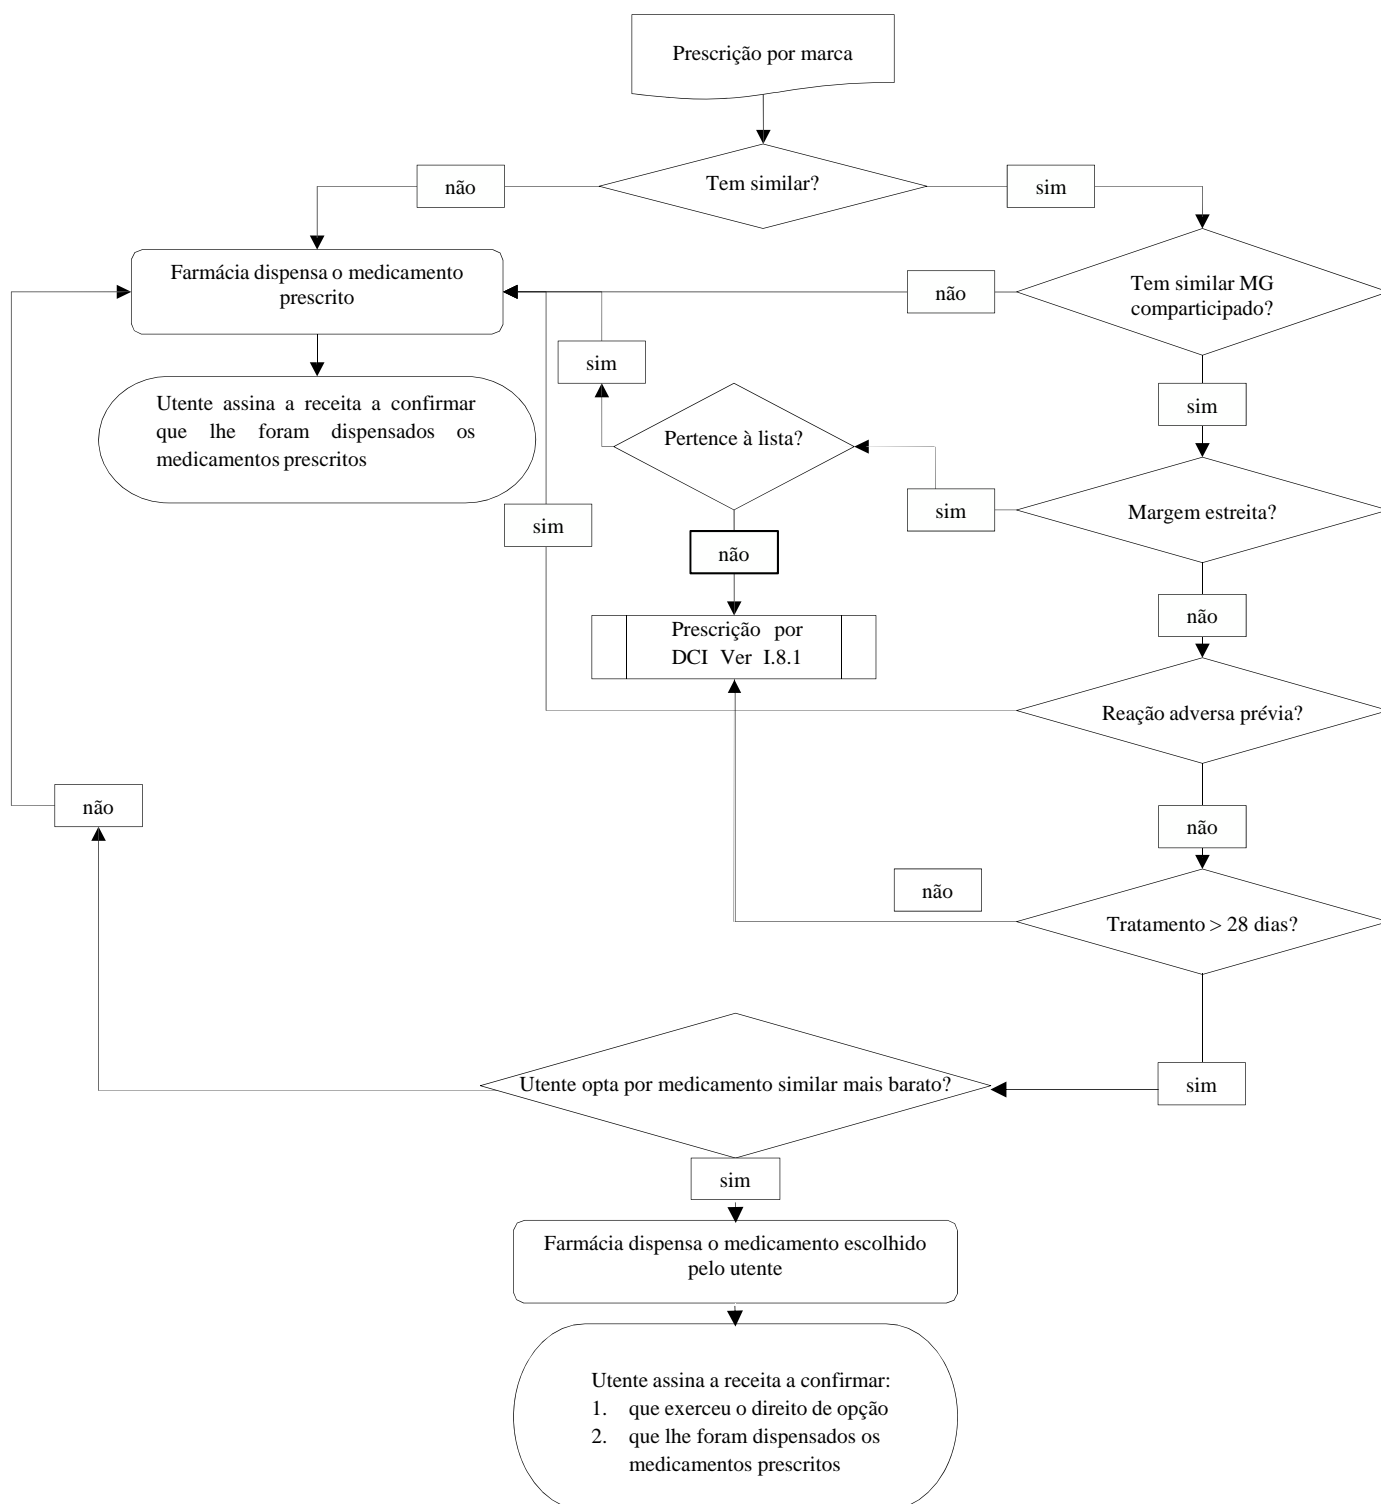 Prescrição por marca
não
Tem similar?
sim
Farmácia dispensa o medicamento
prescrito
não
Tem similar MG
comparticipado?
sim
sim
Utente assina a receita a confirmar
que lhe foram dispensados os
medicamentos prescritos
Pertence à lista?
sim
Margem estreita?
sim
não
não
Prescrição por
DCI Ver I.8.1
Reação adversa prévia?
não
não
não
Tratamento > 28 dias?
Utente opta por medicamento similar mais barato?
sim
sim
Farmácia dispensa o medicamento escolhido
pelo utente
Utente assina a receita a confirmar:
1. que exerceu o direito de opção
2. que lhe foram dispensados os
medicamentos prescritos